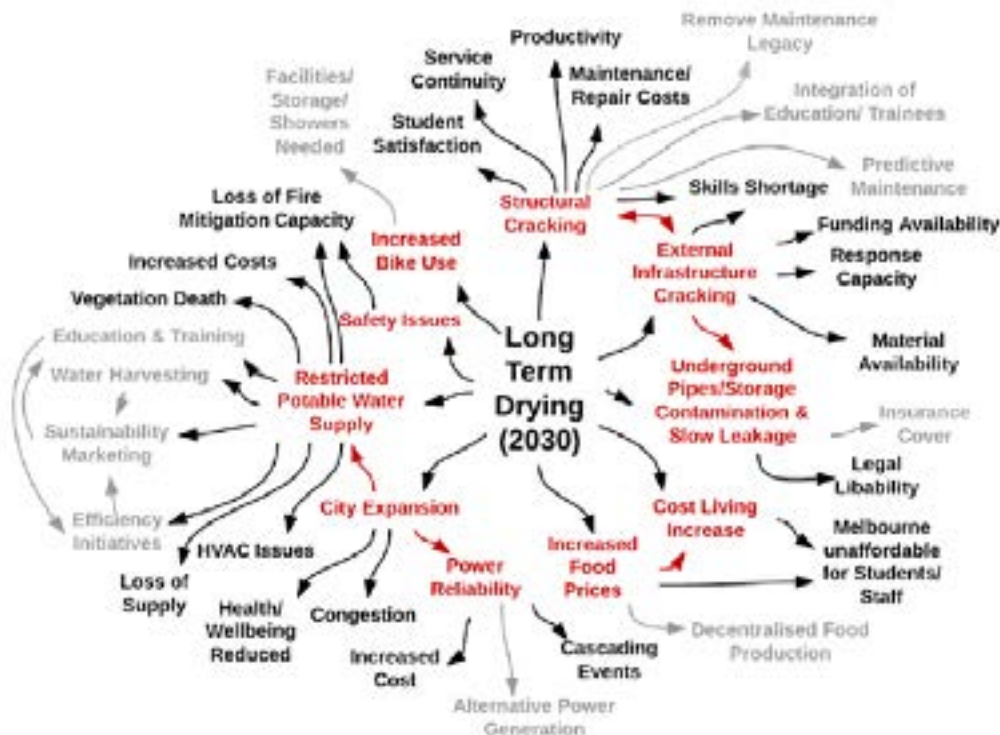 Remove Maintenance
Legacy
Productivity
Service
Continuity
Maintenance/
Repair Costs
Facilities/
Storage/
Showers
Needed
Integration of
Education/ Trainees
Student
Satisfaction
Predictive
Maintenance
Skills Shortage
Structural
Cracking
Loss of Fire
Mitigation Capacity
Increased
Bike Use
Funding Availability
External
Infrastructure
Cracking
Response
Capacity
Increased Costs
Vegetation Death
Safety Issues
Education & Training
Long
Term
Drying
(2030)
Material
Availability
Water Harvesting
Restricted
Potable Water
Supply
Underground
Pipes/Storage
Contamination &
Slow Leakage
Insurance
Cover
Sustainability
Marketing
Legal
Libability
City Expansion
Cost Living
Increase
Efficiency
Initiatives
HVAC Issues
Melbourne
unaffordable
for Students/
Staff
Increased
Food
Prices
Power
Reliability
Loss of
Supply
Health/
Wellbeing
Reduced
Congestion
Increased
Cost
Cascading
Events
Decentralised Food
Production
Alternative Power
Generation